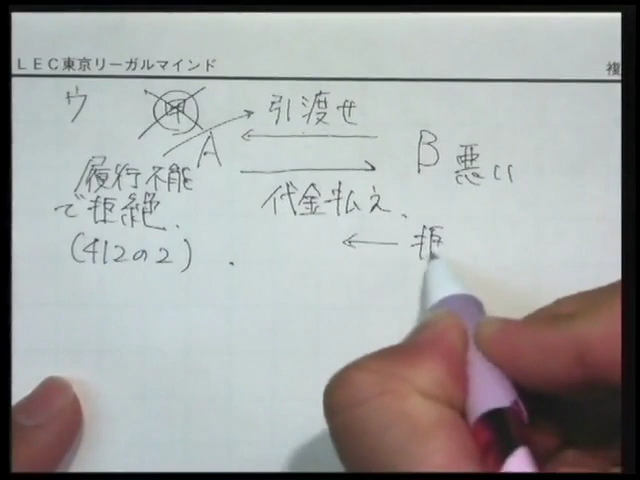 LEC東京リーガルマインド
複
ウ
甲
引渡せ
A
B 悪い
履行不能
で拒絶.
(412の2).
代金払え、
拒